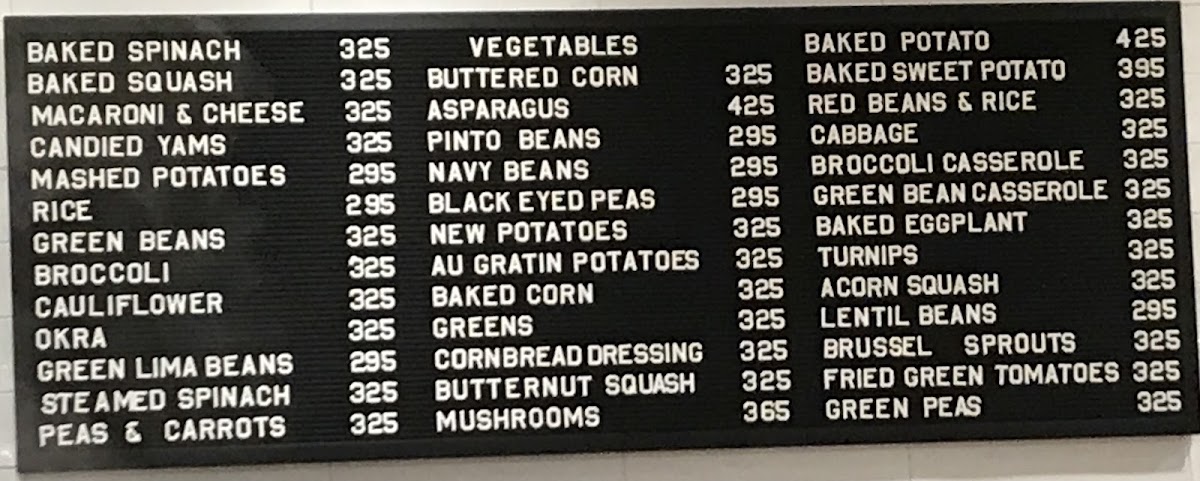 BAKED SPINACH 325
BAKED SQUASH 325
MACARONI & CHEESE 325
CANDIED YAMS 325
MASHED POTATOES 295
RICE 295
GREEN BEANS 325
BROCCOLI 325
CAULIFLOWER 325
OKRA 325
GREEN LIMA BEANS 295
STEAMED SPINACH 325
PEAS & CARROTS 325
VEGETABLES
BUTTERED CORN 325
ASPARAGUS 425
PINTO BEANS 295
NAVY BEANS 295
BLACK EYED PEAS 295
NEW POTATOES 325
AU GRATIN POTATOES 325
BAKED CORN 325
GREENS 325
CORNBREAD DRESSING 325
BUTTERNUT SQUASH 325
MUSHROOMS 365
BAKED POTATO 425
BAKED SWEET POTATO 395
RED BEANS & RICE 325
CABBAGE 325
BROCCOLI CASSEROLE 325
GREEN BEAN CASSEROLE 325
BAKED EGGPLANT 325
TURNIPS 325
ACORN SQUASH 325
LENTIL BEANS 295
BRUSSEL SPROUTS 325
FRIED GREEN TOMATOES 325
GREEN PEAS 325